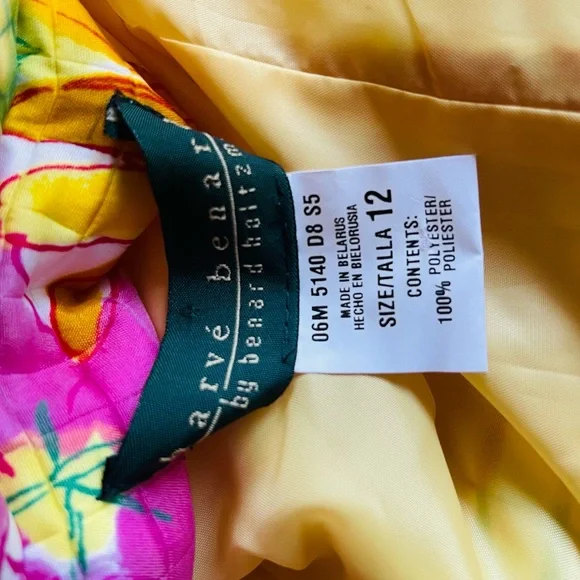 harvé benar
by benard holtzm
06M 5140 D8 S5
MADE IN BELARUS
HECHO EN BIELORUSIA
SIZE/TALLA 12
CONTENTS:
100% POLYESTER/
POLIESTER